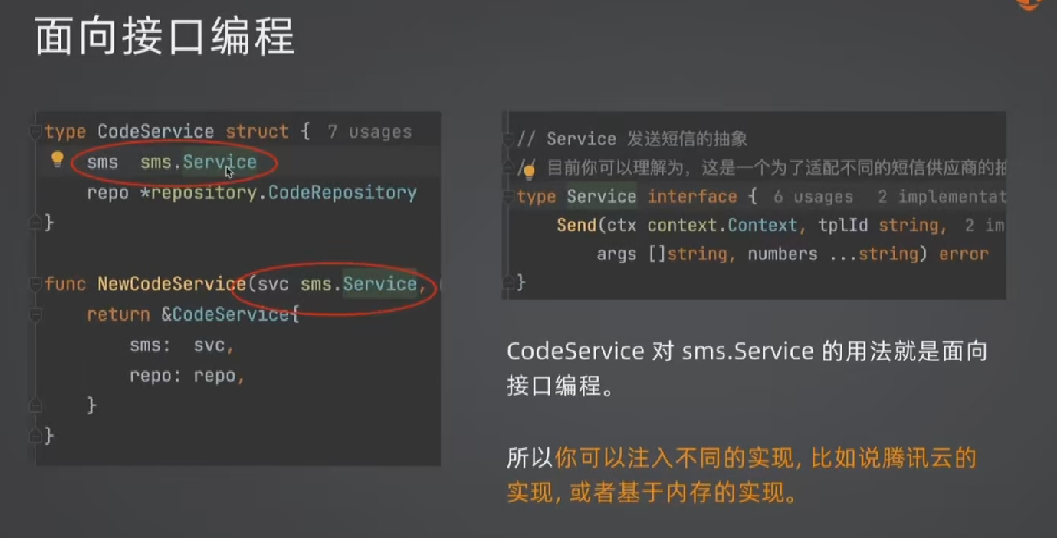 面向接口编程
type CodeService struct { 7 usages
sms sms.Service
repo *repository.CodeRepository
}
func NewCodeService(svc sms.Service,
return &CodeService{
sms: svc,
repo: repo,
}
}
// Service 发送短信的抽象
// 目前你可以理解为，这是一个为了适配不同的短信供应商的抽
type Service interface { 6 usages 2 implementat
Send(ctx context.Context, tplId string, 2 im
args []string, numbers ...string) error
}
CodeService 对 sms.Service 的用法就是面向
接口编程。
所以你可以注入不同的实现, 比如说腾讯云的
实现, 或者基于内存的实现。